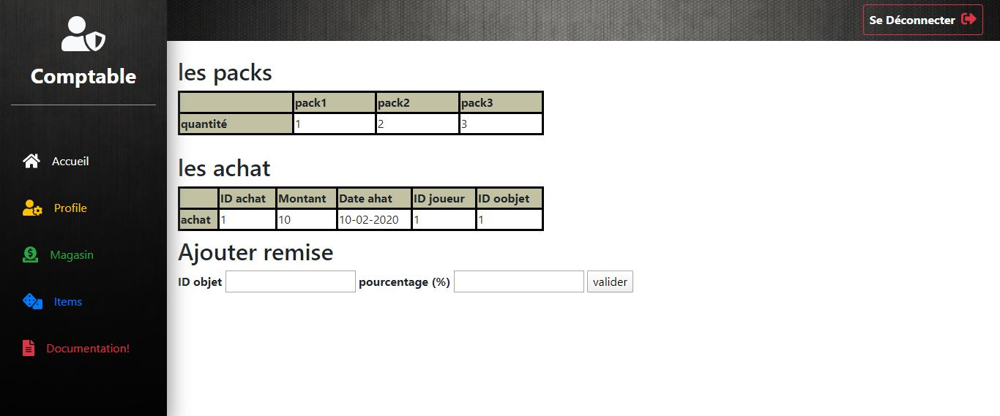 Se Déconnecter
Comptable
Accueil
Profile
Magasin
Items
Documentation!
les packs
pack1 pack2 pack3
quantité 1 2 3
les achat
ID achat Montant Date ahat ID joueur ID oobjet
achat 1 10 10-02-2020 1 1
Ajouter remise
ID objet pourcentage (%) valider